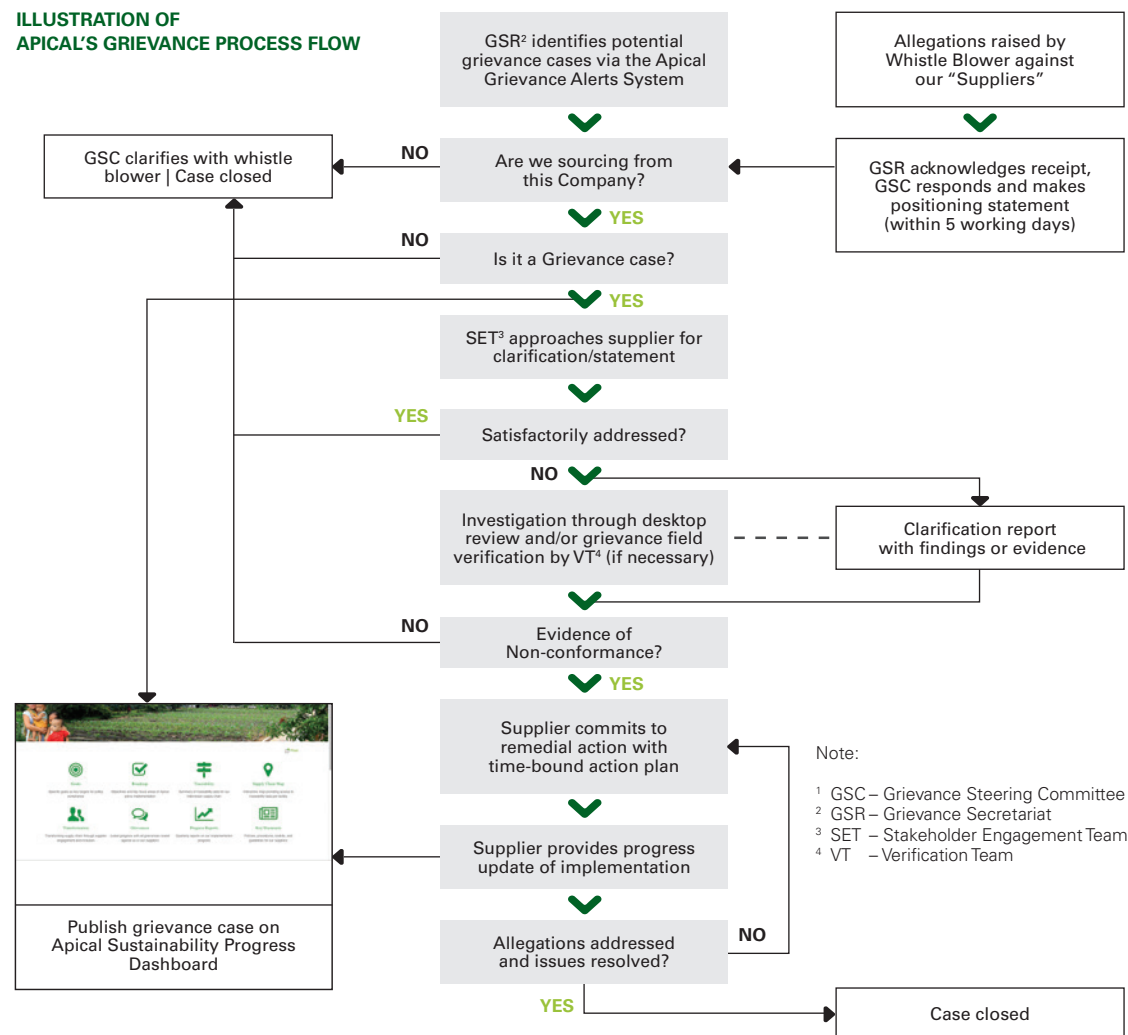 ILLUSTRATION OF
APICAL'S GRIEVANCE PROCESS FLOW
GSR² identifies potential
grievance cases via the Apical
Grievance Alerts System
Allegations raised by
Whistle Blower against
our “Suppliers”
GSC clarifies with whistle
blower | Case closed
NO
Are we sourcing from
this Company?
GSR acknowledges receipt,
GSC responds and makes
positioning statement
(within 5 working days)
YES
NO
Is it a Grievance case?
YES
SET³ approaches supplier for
clarification/statement
YES
Satisfactorily addressed?
NO
Investigation through desktop
review and/or grievance field
verification by VT⁴ (if necessary)
Clarification report
with findings or evidence
NO
Evidence of
Non-conformance?
YES
Supplier commits to
remedial action with
time-bound action plan
Note:
¹ GSC – Grievance Steering Committee
² GSR – Grievance Secretariat
³ SET – Stakeholder Engagement Team
⁴ VT – Verification Team
Supplier provides progress
update of implementation
Publish grievance case on
Apical Sustainability Progress
Dashboard
Allegations addressed
and issues resolved?
NO
YES
Case closed